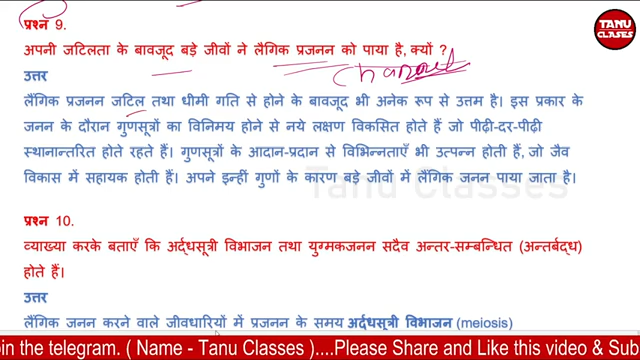 TANU
CLASES
प्रश्न 9.
अपनी जटिलता के बावजूद बड़े जीवों ने लैंगिक प्रजनन को पाया है, क्यों ?
उत्तर
लैंगिक प्रजनन जटिल तथा धीमी गति से होने के बावजूद भी अनेक रूप से उत्तम है। इस प्रकार के
जनन के दौरान गुणसूत्रों का विनिमय होने से नये लक्षण विकसित होते हैं जो पीढ़ी-दर-पीढ़ी
स्थानान्तरित होते रहते हैं। गुणसूत्रों के आदान-प्रदान से विभिन्नताएँ भी उत्पन्न होती हैं, जो जैव
विकास में सहायक होती हैं। अपने इन्हीं गुणों के कारण बड़े जीवों में लैंगिक जनन पाया जाता है।
Tanu Classes
प्रश्न 10.
व्याख्या करके बताएँ कि अर्द्धसूत्री विभाजन तथा युग्मकजनन सदैव अन्तर-सम्बन्धित (अन्तर्बद्ध)
होते हैं।
उत्तर
लैंगिक जनन करने वाले जीवधारियों में प्रजनन के समय अर्द्धसूत्री विभाजन (meiosis)
in the telegram. ( Name - Tanu Classes )....Please Share and Like this video & Sub